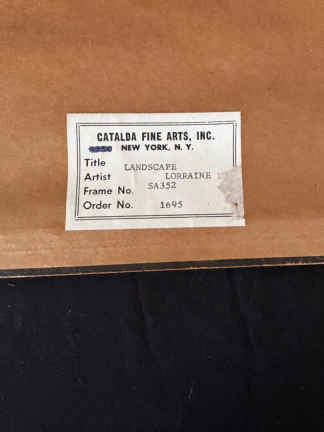 CATALDA FINE ARTS, INC.
NEW YORK, N. Y.
Title LANDSCAPE
Artist LORRAINE
Frame No. SA352
Order No. 1695